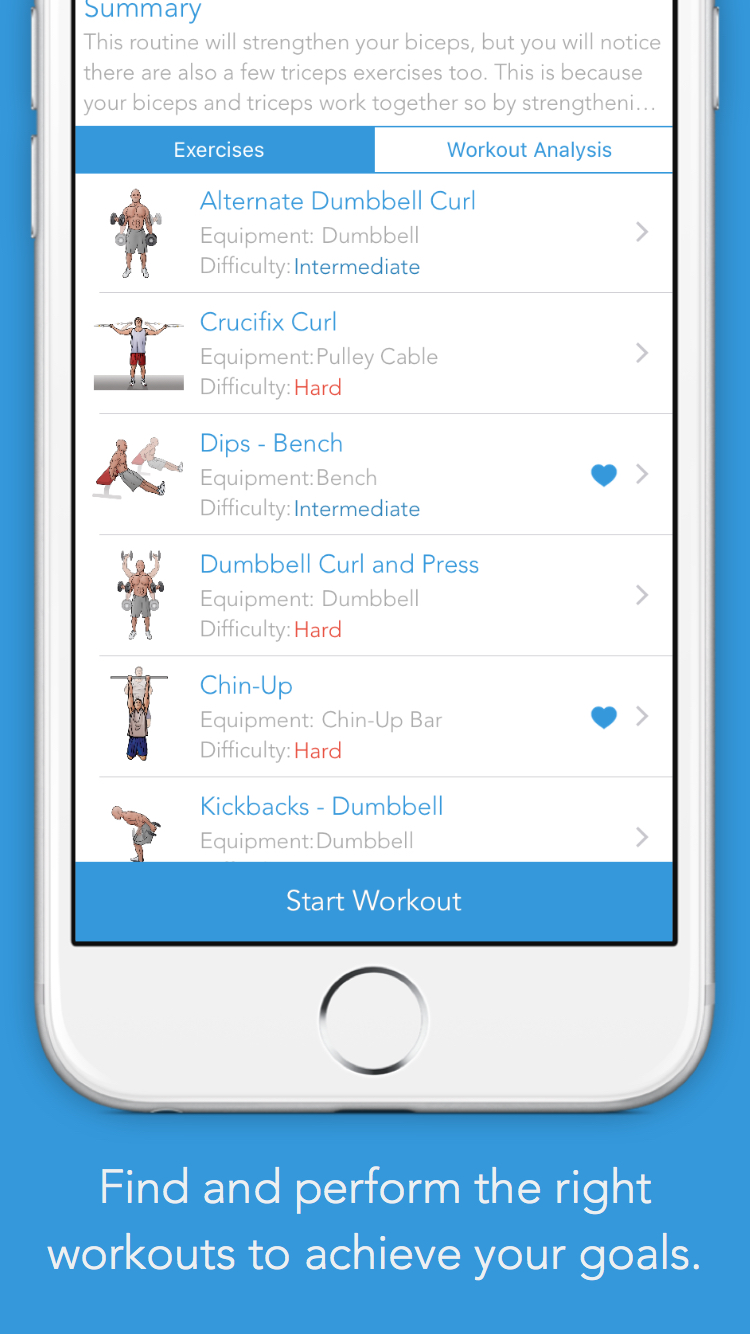 Summary
This routine will strengthen your biceps, but you will notice
there are also a few triceps exercises too. This is because
your biceps and triceps work together so by strengtheni...
Exercises
Workout Analysis
Alternate Dumbbell Curl
Equipment: Dumbbell
Difficulty: Intermediate
Crucifix Curl
Equipment: Pulley Cable
Difficulty: Hard
Dips - Bench
Equipment: Bench
Difficulty: Intermediate
Dumbbell Curl and Press
Equipment: Dumbbell
Difficulty: Hard
Chin-Up
Equipment: Chin-Up Bar
Difficulty: Hard
Kickbacks - Dumbbell
Equipment: Dumbbell
Start Workout
Find and perform the right
workouts to achieve your goals.